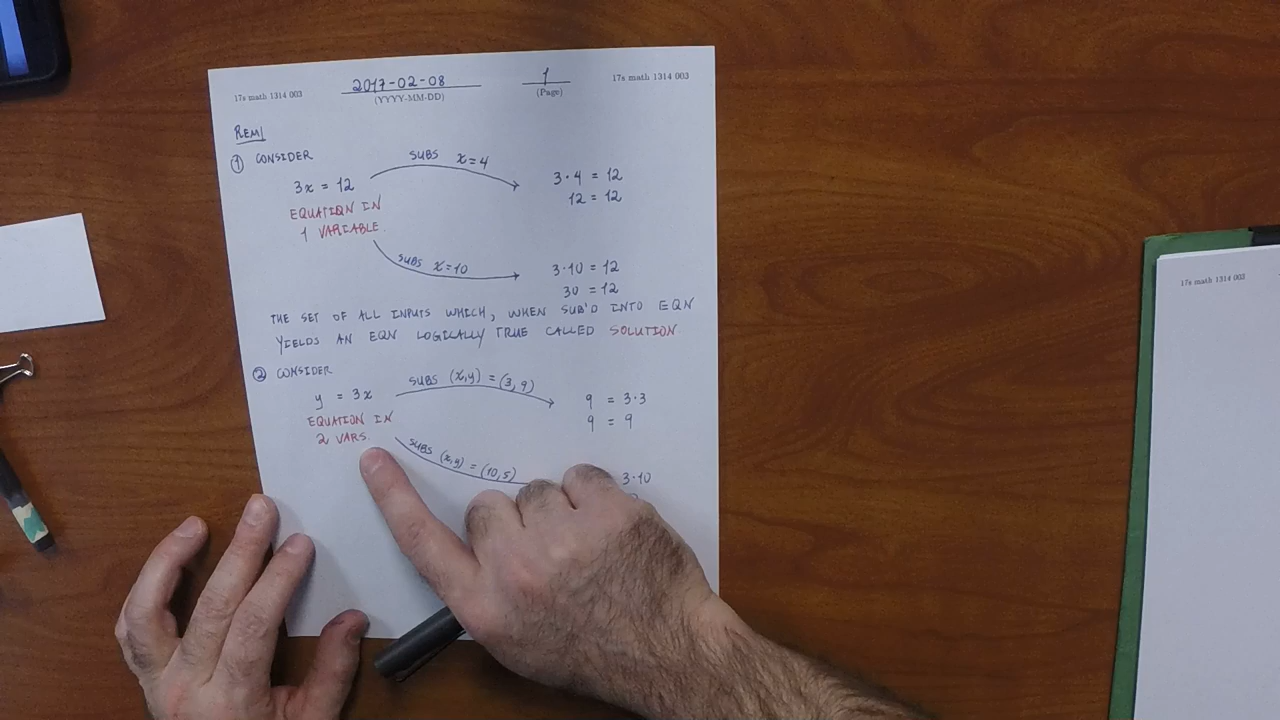 17s math 1314 003
2017-02-08
(YYYY-MM-DD)
1
(Page)
17s math 1314 003
REM|
① CONSIDER
3x = 12
EQUATION IN
1 VARIABLE.
SUBS x=4
3·4 = 12
12 = 12
SUBS x=10
3·10 = 12
30 = 12
THE SET OF ALL INPUTS WHICH, WHEN SUB'D INTO EQN
YIELDS AN EQN LOGICALLY TRUE CALLED SOLUTION.
② CONSIDER
y = 3x
EQUATION IN
2 VARS.
SUBS (x,y) = (3,9)
9 = 3·3
9 = 9
SUBS (x,y) = (10,5)
3·10
17s math 1314 003